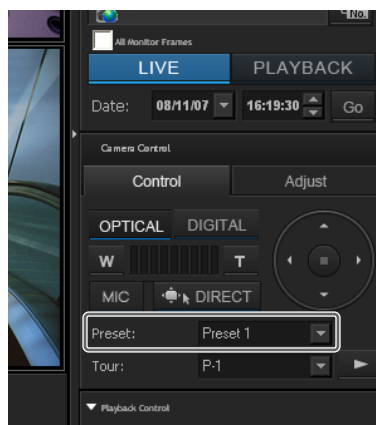 No.
All Monitor Frames
LIVE PLAYBACK
Date: 08/11/07 16:19:30 Go
Camera Control
Control Adjust
OPTICAL DIGITAL
W T
MIC DIRECT
Preset: Preset 1
Tour: P-1
Playback Control